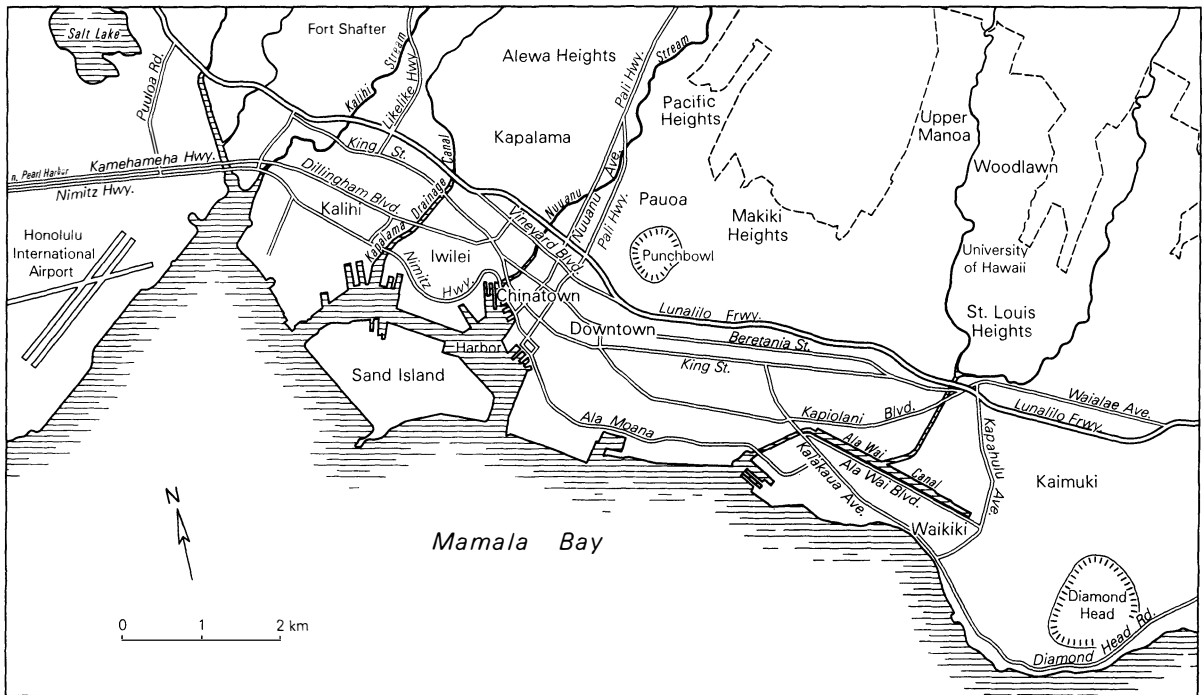 Salt Lake
Fort Shafter
Puuloa Rd.
Kalihi Stream
Likelike Hwy.
Alewa Heights
Pali Hwy.
Stream
Pacific
Heights
Upper
Manoa
Woodlawn
Kapalama
King St.
Canal
n. Pearl Harbor
Kamehameha Hwy.
Nimitz Hwy.
Dillingham Blvd.
Kalihi
Kapalama Drainage
Vineyard Blvd.
Nuuanu
Nuuanu Ave.
Pali Hwy.
Pauoa
Punchbowl
Makiki
Heights
University
of Hawaii
St. Louis
Heights
Honolulu
International
Airport
Iwilei
Nimitz Hwy.
Chinatown
Harbor
Downtown
Lunalilo Frwy.
Beretania St.
King St.
Sand Island
Waialae Ave.
Lunalilo Frwy.
Ala Moana
Kapiolani Blvd.
Kapahulu Ave.
Ala Wai Canal
Ala Wai Blvd.
Kalakaua Ave.
Kaimuki
Waikiki
N
Mamala Bay
Diamond
Head
Diamond Head Rd.
0 1 2 km